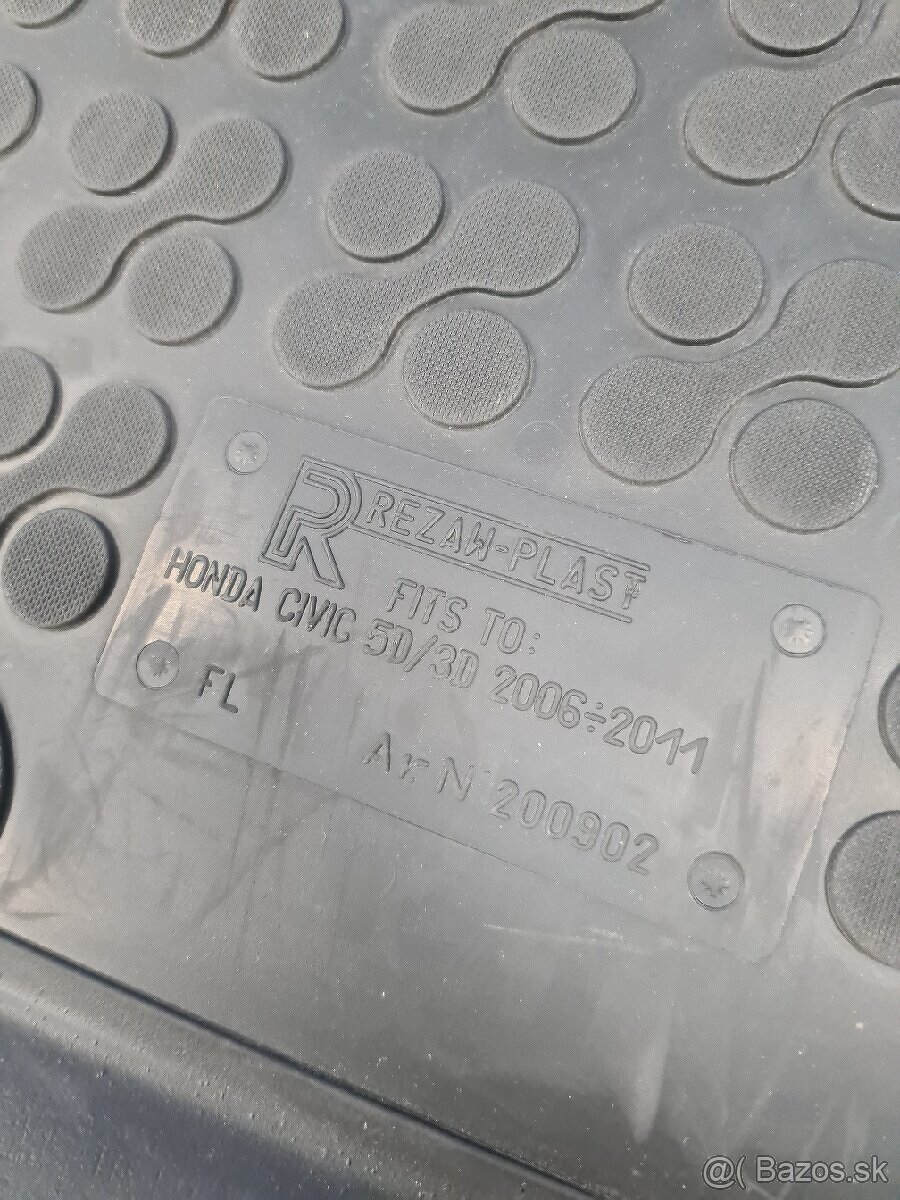 R REZAW-PLAST
FITS TO:
HONDA CIVIC 5D/3D 2006÷2011
FL
Ar N° 200902
@( Bazos.sk